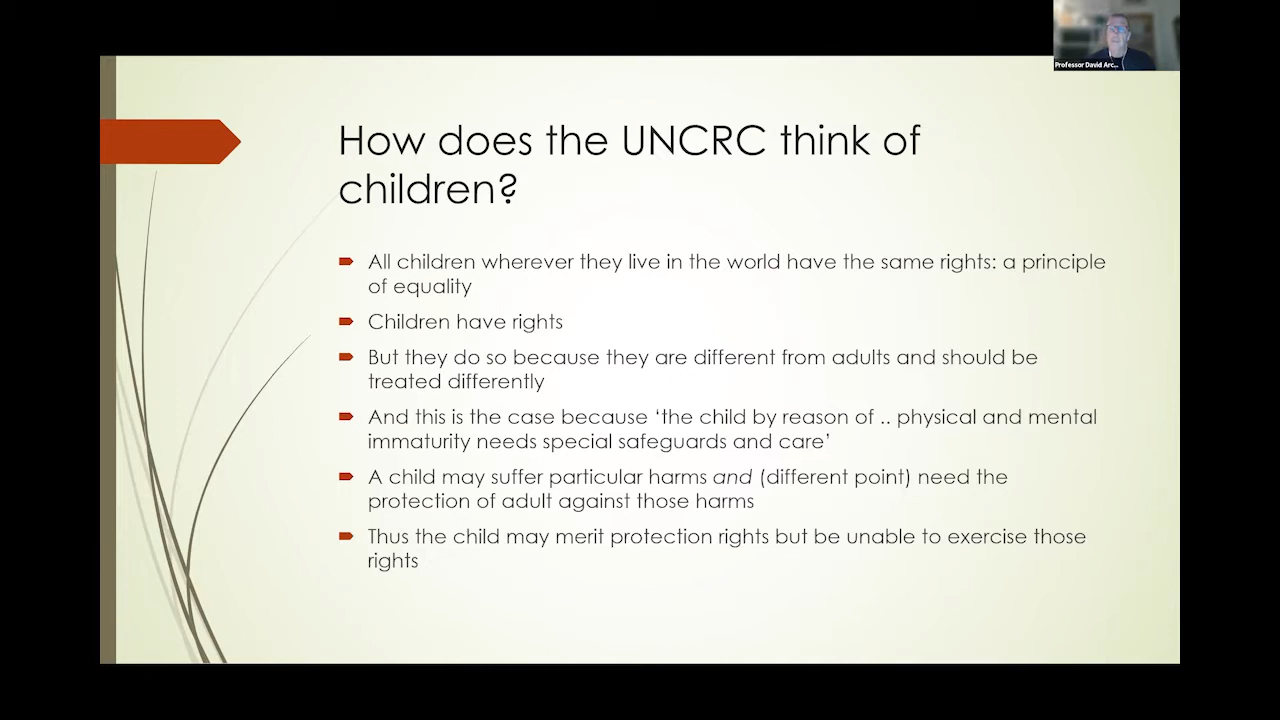 Professor David Arc...
How does the UNCRC think of
children?
All children wherever they live in the world have the same rights: a principle
of equality
Children have rights
But they do so because they are different from adults and should be
treated differently
And this is the case because ‘the child by reason of .. physical and mental
immaturity needs special safeguards and care’
A child may suffer particular harms and (different point) need the
protection of adult against those harms
Thus the child may merit protection rights but be unable to exercise those
rights